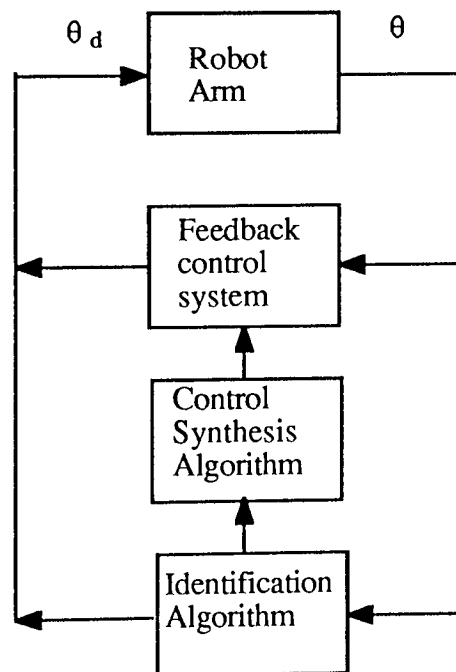 θ d
θ
Robot
Arm
Feedback
control
system
Control
Synthesis
Algorithm
Identification
Algorithm